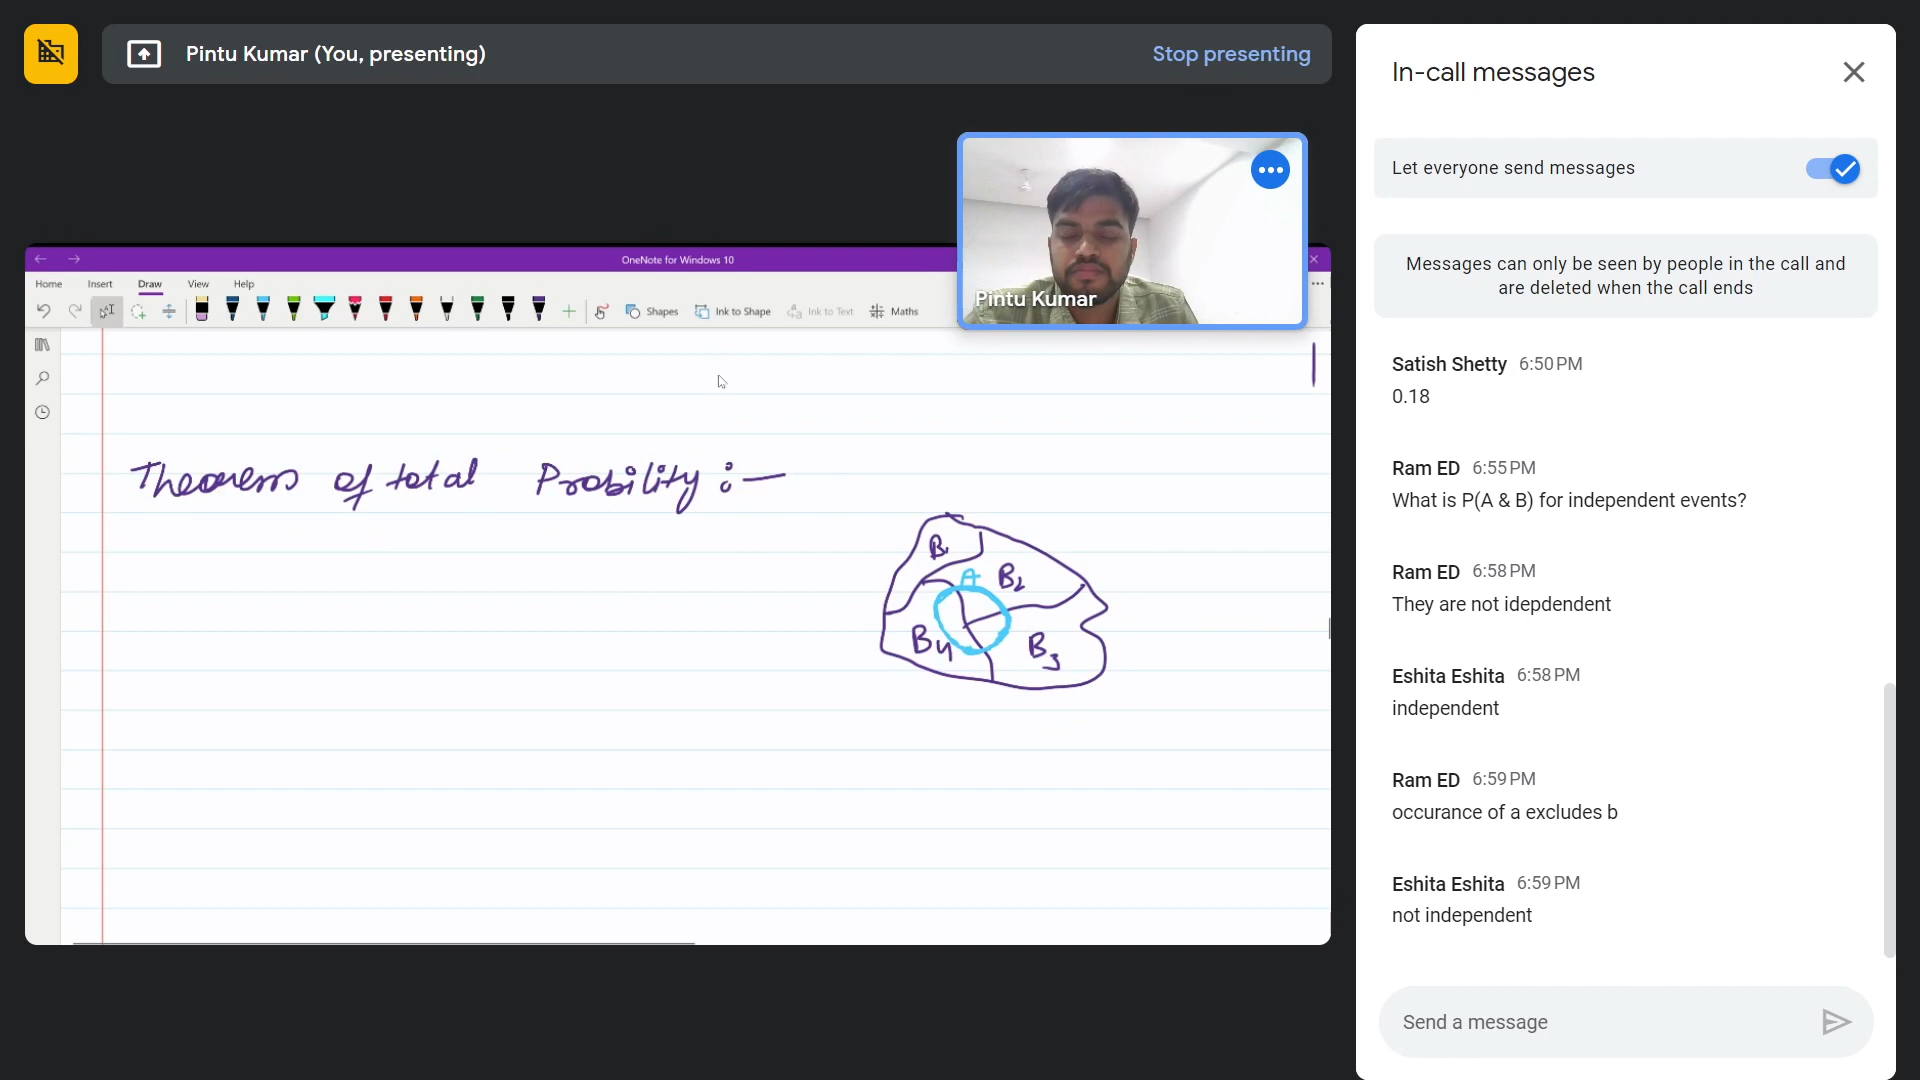 Pintu Kumar (You, presenting)
Stop presenting
In-call messages
Let everyone send messages
Messages can only be seen by people in the call and
are deleted when the call ends
Satish Shetty 6:50 PM
0.18
Ram ED 6:55 PM
What is P(A & B) for independent events?
Ram ED 6:58 PM
They are not idepdendent
Eshita Eshita 6:58 PM
independent
Ram ED 6:59 PM
occurance of a excludes b
Eshita Eshita 6:59 PM
not independent
Send a message
Pintu Kumar
OneNote for Windows 10
Home Insert Draw View Help
Shapes Ink to Shape Ink to Text Maths
Theorem of total Probility :-
B1
A B2
B4 B3